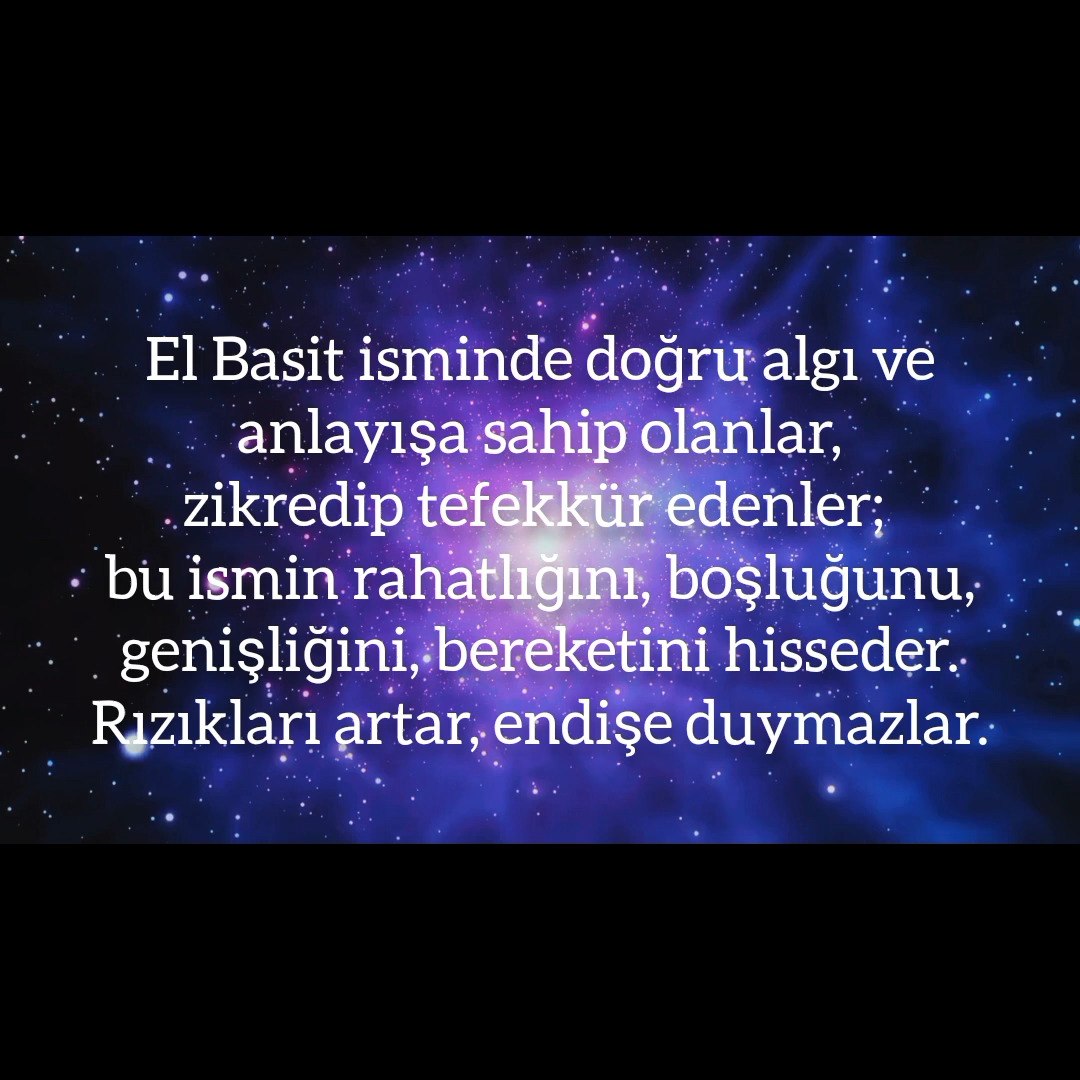 El Basit isminde doğru algı ve
anlayışa sahip olanlar,
zikredip tefekkür edenler;
bu ismin rahatlığını, boşluğunu,
genişliğini, bereketini hisseder.
Rızıkları artar, endişe duymazlar.